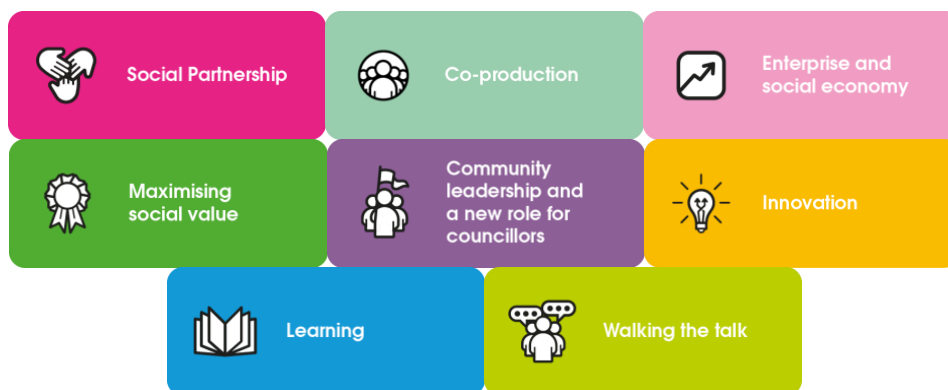 Social Partnership
Co-production
Enterprise and
social economy
Maximising
social value
Community
leadership and
a new role for
councillors
Innovation
Learning
Walking the talk